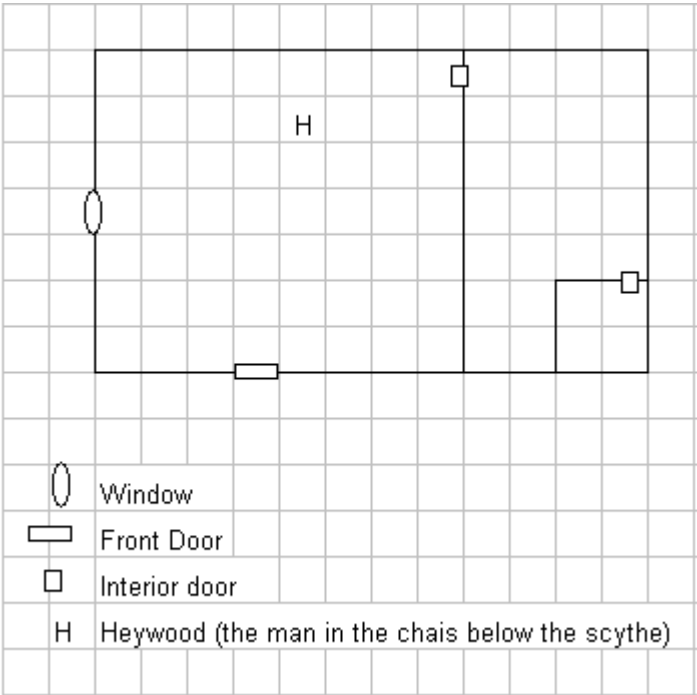 H
Window
Front Door
Interior door
H Heywood (the man in the chais below the scythe)